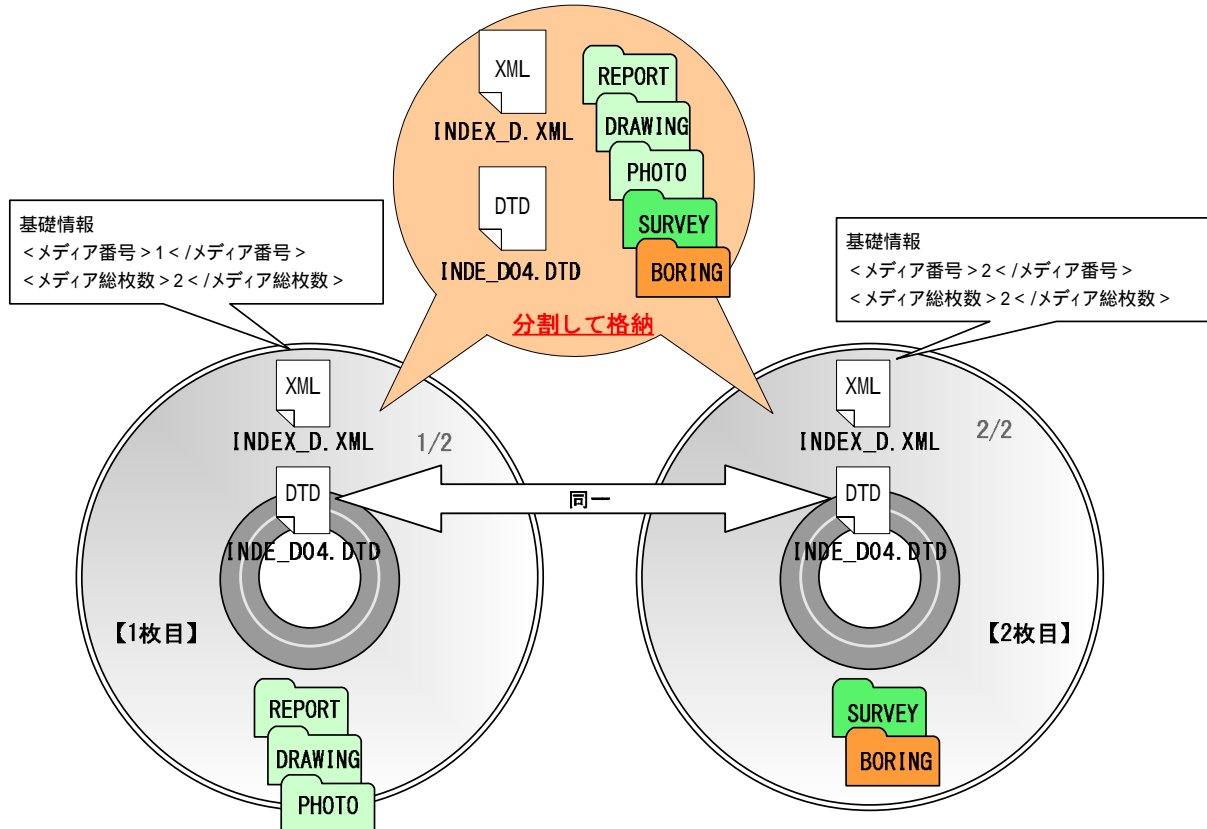 XML
INDEX_D.XML
DTD
INDE_D04.DTD
REPORT
DRAWING
PHOTO
SURVEY
BORING
分割して格納
基礎情報
<メディア番号>1</メディア番号>
<メディア総枚数>2</メディア総枚数>
基礎情報
<メディア番号>2</メディア番号>
<メディア総枚数>2</メディア総枚数>
XML
INDEX_D.XML
1/2
DTD
INDE_D04.DTD
【1枚目】
REPORT
DRAWING
PHOTO
同一
XML
INDEX_D.XML
2/2
DTD
INDE_D04.DTD
【2枚目】
SURVEY
BORING